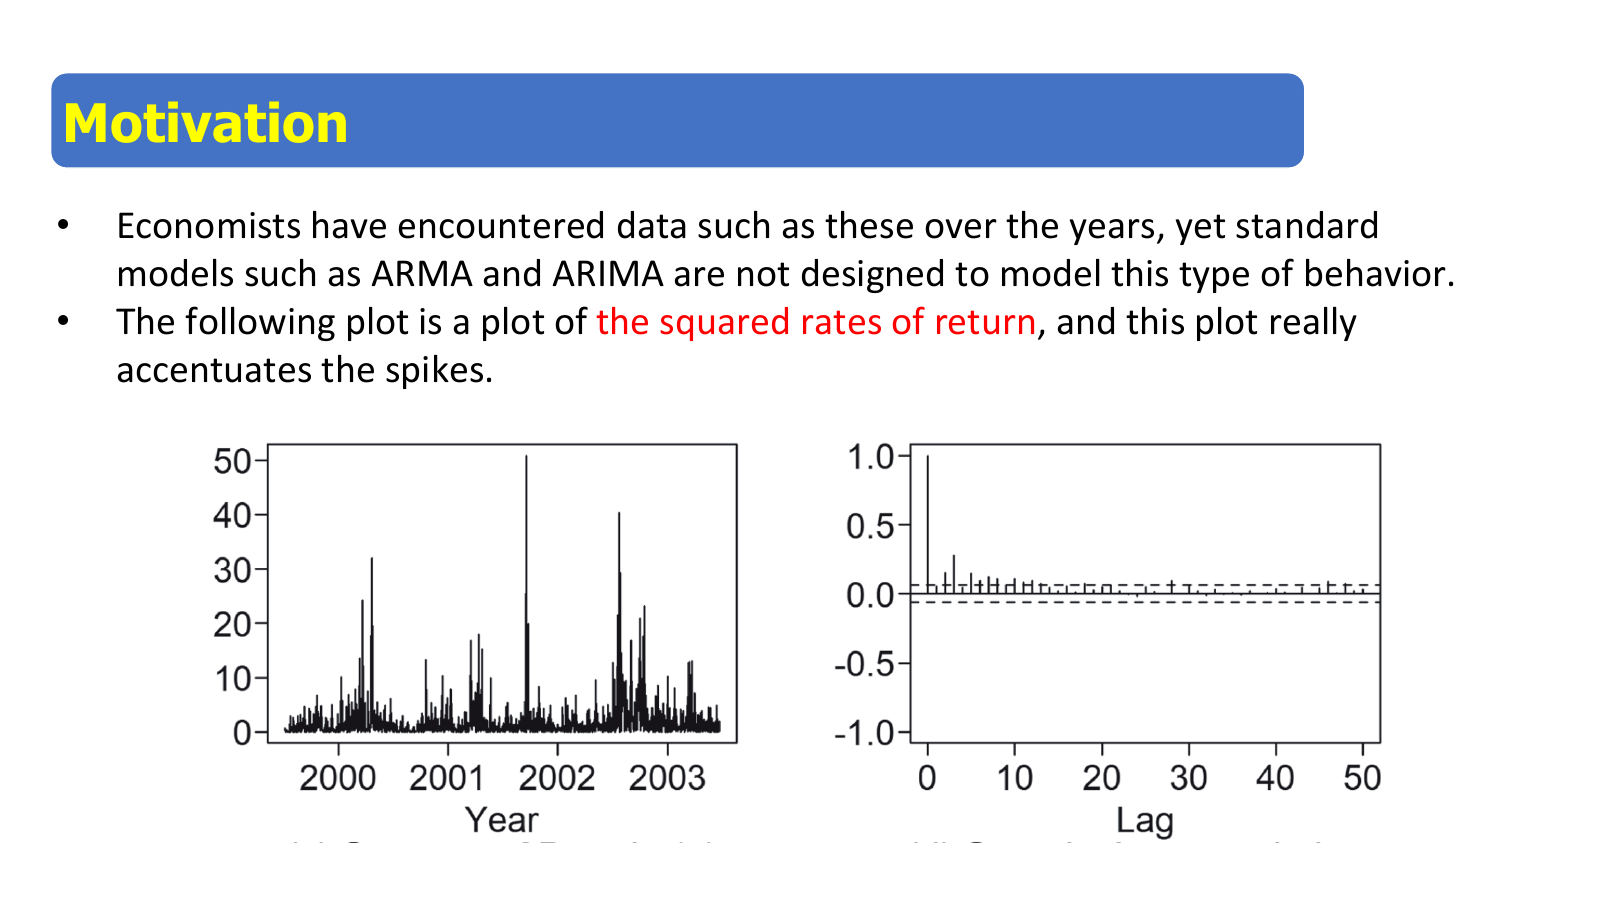 Motivation
• Economists have encountered data such as these over the years, yet standard
models such as ARMA and ARIMA are not designed to model this type of behavior.
• The following plot is a plot of the squared rates of return, and this plot really
accentuates the spikes.
50
40
30
20
10
0
2000 2001 2002 2003
Year
1.0
0.5
0.0
-0.5
-1.0
0 10 20 30 40 50
Lag